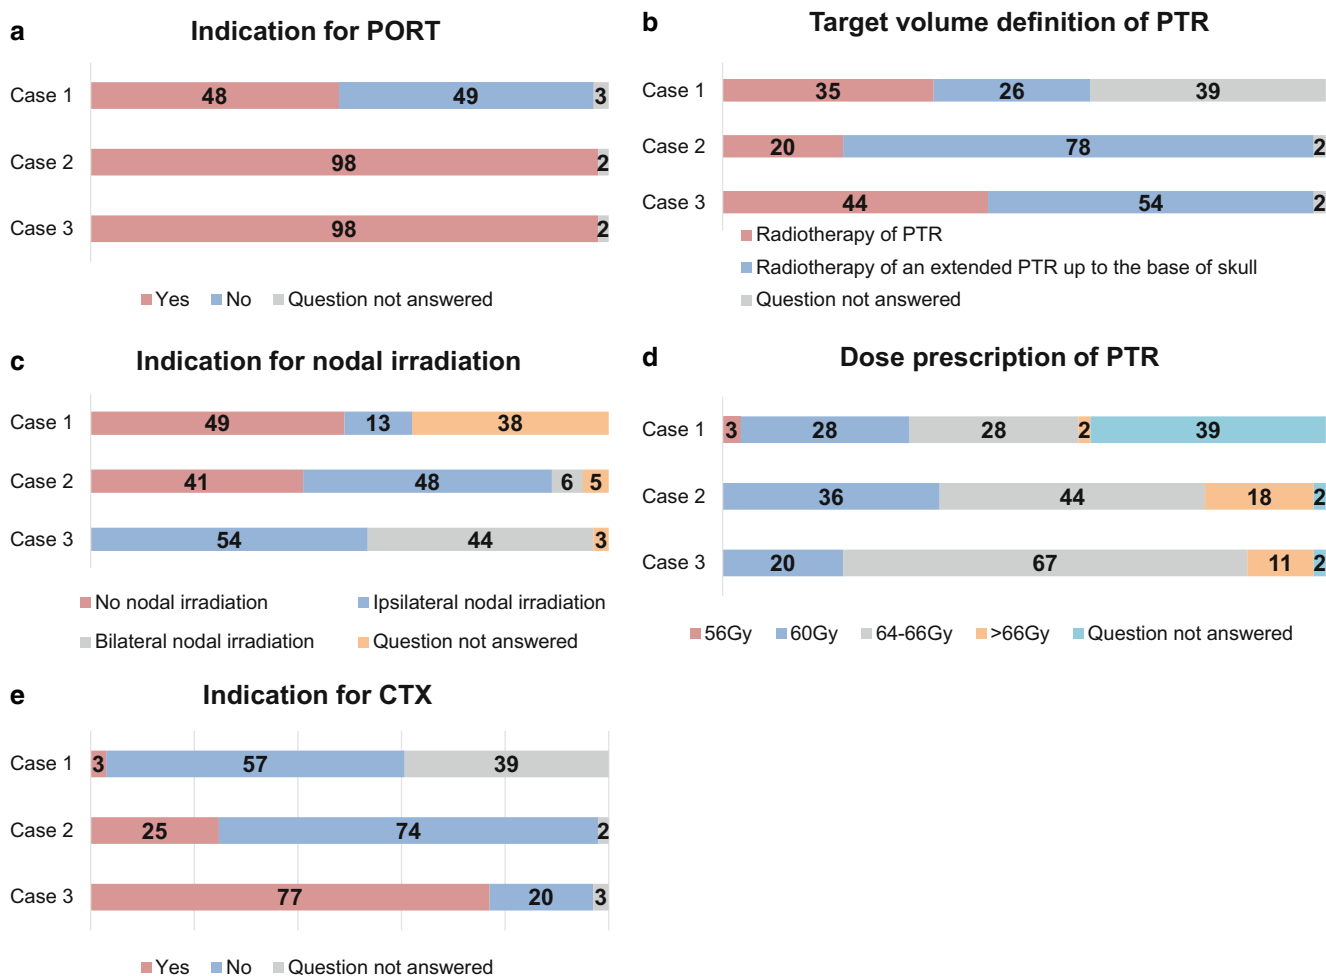 a
Indication for PORT
Case 1
48
49
3
Case 2
98
2
Case 3
98
2
Yes No Question not answered
b
Target volume definition of PTR
Case 1
35
26
39
Case 2
20
78
2
Case 3
44
54
2
Radiotherapy of PTR
Radiotherapy of an extended PTR up to the base of skull
Question not answered
c
Indication for nodal irradiation
Case 1
49
13
38
Case 2
41
48
6
5
Case 3
54
44
3
No nodal irradiation
Ipsilateral nodal irradiation
Bilateral nodal irradiation
Question not answered
d
Dose prescription of PTR
Case 1
3
28
28
2
39
Case 2
36
44
18
2
Case 3
20
67
11
2
56Gy 60Gy 64-66Gy >66Gy Question not answered
e
Indication for CTX
Case 1
3
57
39
Case 2
25
74
2
Case 3
77
20
3
Yes No Question not answered